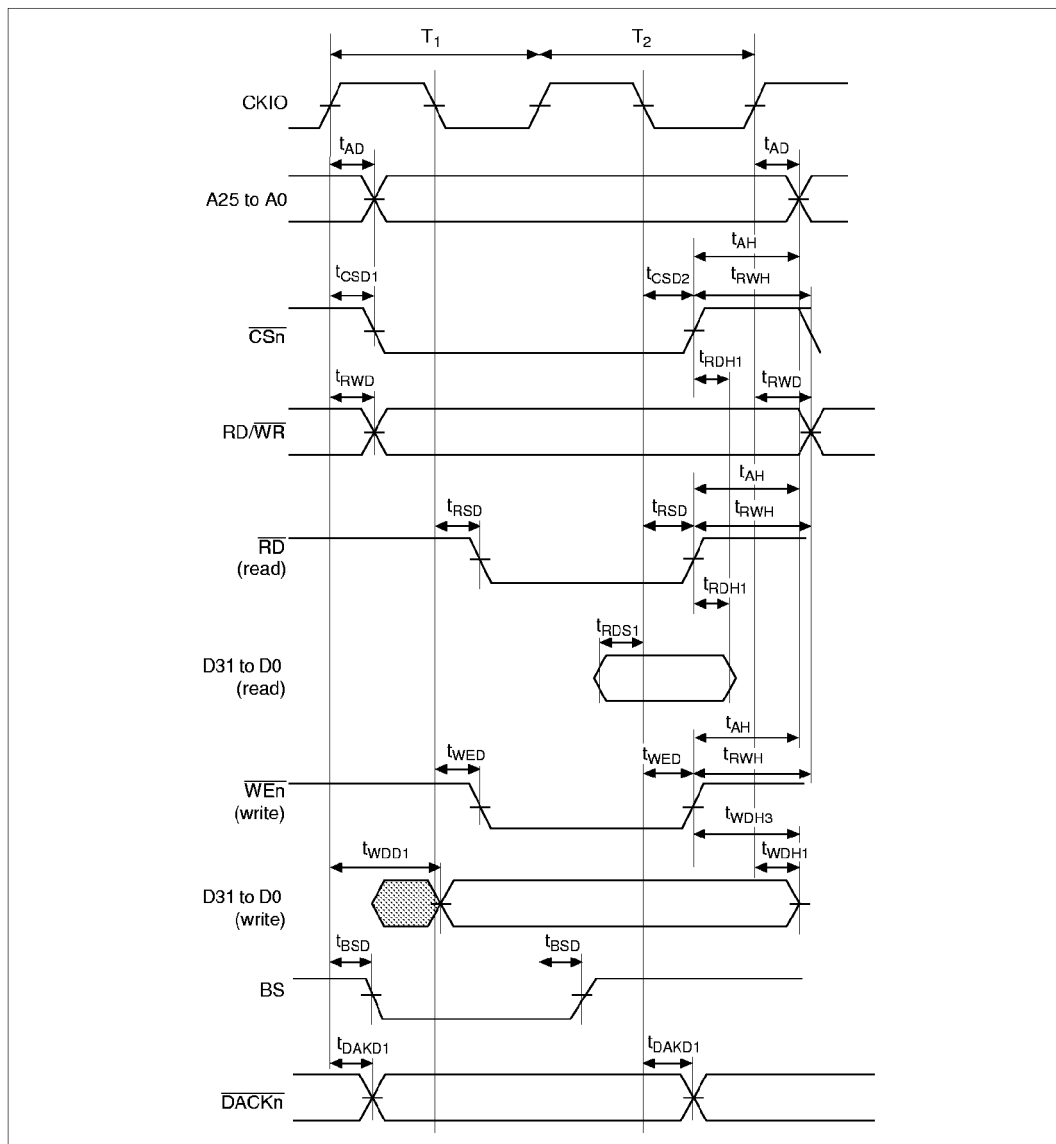 T1 T2
CKIO
tAD tAD
A25 to A0
tAH
tCSD1 tCSD2 tRWH
CSn
tRDH1
tRWD tRWD
RD/WR
tAH
tRSD tRSD tRWH
RD
(read)
tRDH1
tRDS1
D31 to D0
(read)
tAH
tWED tWED tRWH
WEn
(write)
tWDH3
tWDD1 tWDH1
D31 to D0
(write)
tBSD tBSD
BS
tDAKD1 tDAKD1
DACKn